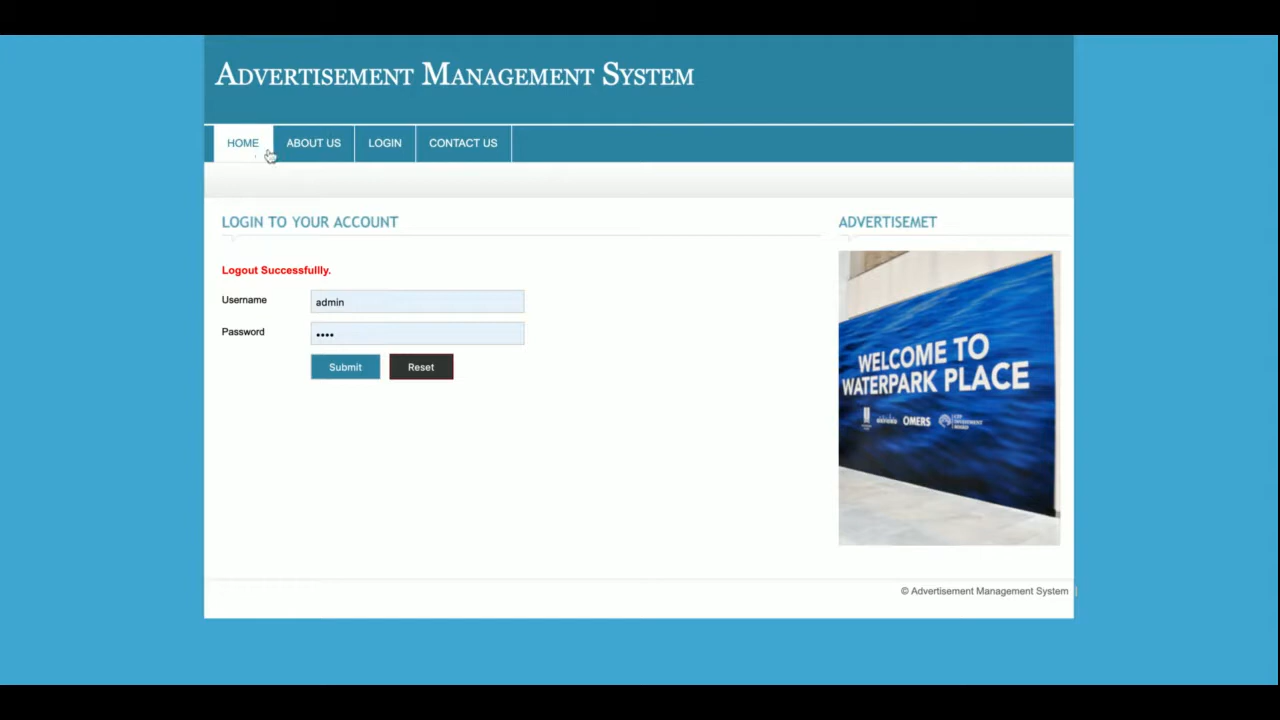 Advertisement Management System
HOME ABOUT US LOGIN CONTACT US
LOGIN TO YOUR ACCOUNT
Logout Successfullly.
Username admin
Password ••••
Submit Reset
ADVERTISEMET
WELCOME TO
WATERPARK PLACE
OMERS
© Advertisement Management System